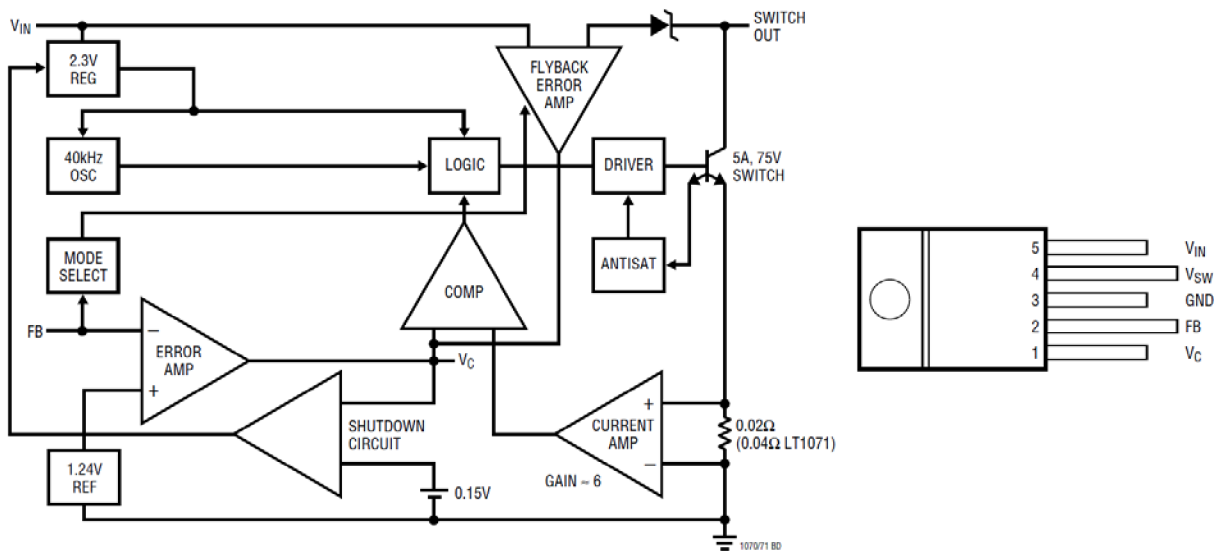 VIN
SWITCH
OUT
2.3V
REG
FLYBACK
ERROR
AMP
40kHz
OSC
LOGIC
DRIVER
5A, 75V
SWITCH
MODE
SELECT
ANTISAT
COMP
FB
−
ERROR
AMP
+
VC
SHUTDOWN
CIRCUIT
+
CURRENT
AMP
−
0.02Ω
(0.04Ω LT1071)
1.24V
REF
0.15V
GAIN ~ 6
1070/71 BD
5 VIN
4 VSW
3 GND
2 FB
1 VC